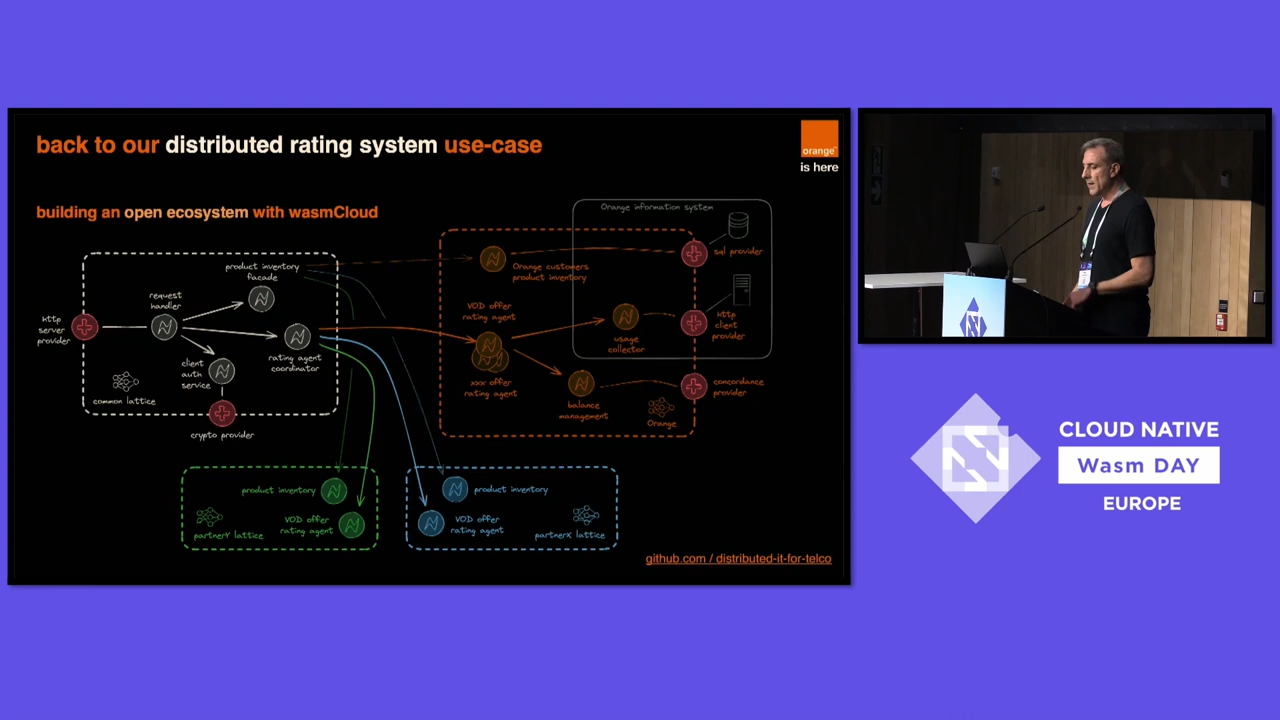 back to our distributed rating system use-case
orange
is here
building an open ecosystem with wasmCloud
Orange information system
sql provider
product inventory
facade
Orange customers
product inventory
request
handler
http
server
provider
VOD offer
rating agent
http
client
provider
usage
collector
rating agent
coordinator
client
auth
service
xxx offer
rating agent
concordance
provider
common lattice
balance
management
Orange
crypto provider
product inventory
VOD offer
rating agent
partnerY lattice
product inventory
VOD offer
rating agent
partnerX lattice
github.com / distributed-it-for-telco
CLOUD NATIVE
Wasm DAY
EUROPE